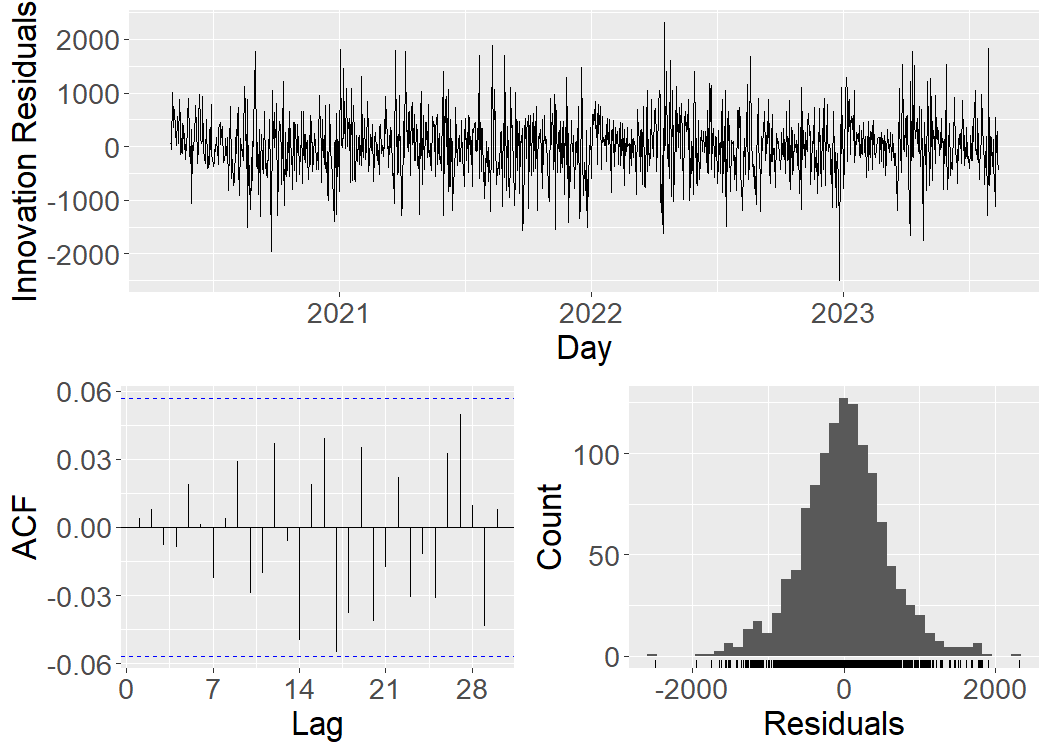 Innovation Residuals
2000
1000
0
-1000
-2000
2021 2022 2023
Day
ACF
0.06
0.03
0.00
-0.03
-0.06
0 7 14 21 28
Lag
Count
100
50
0
-2000 0 2000
Residuals